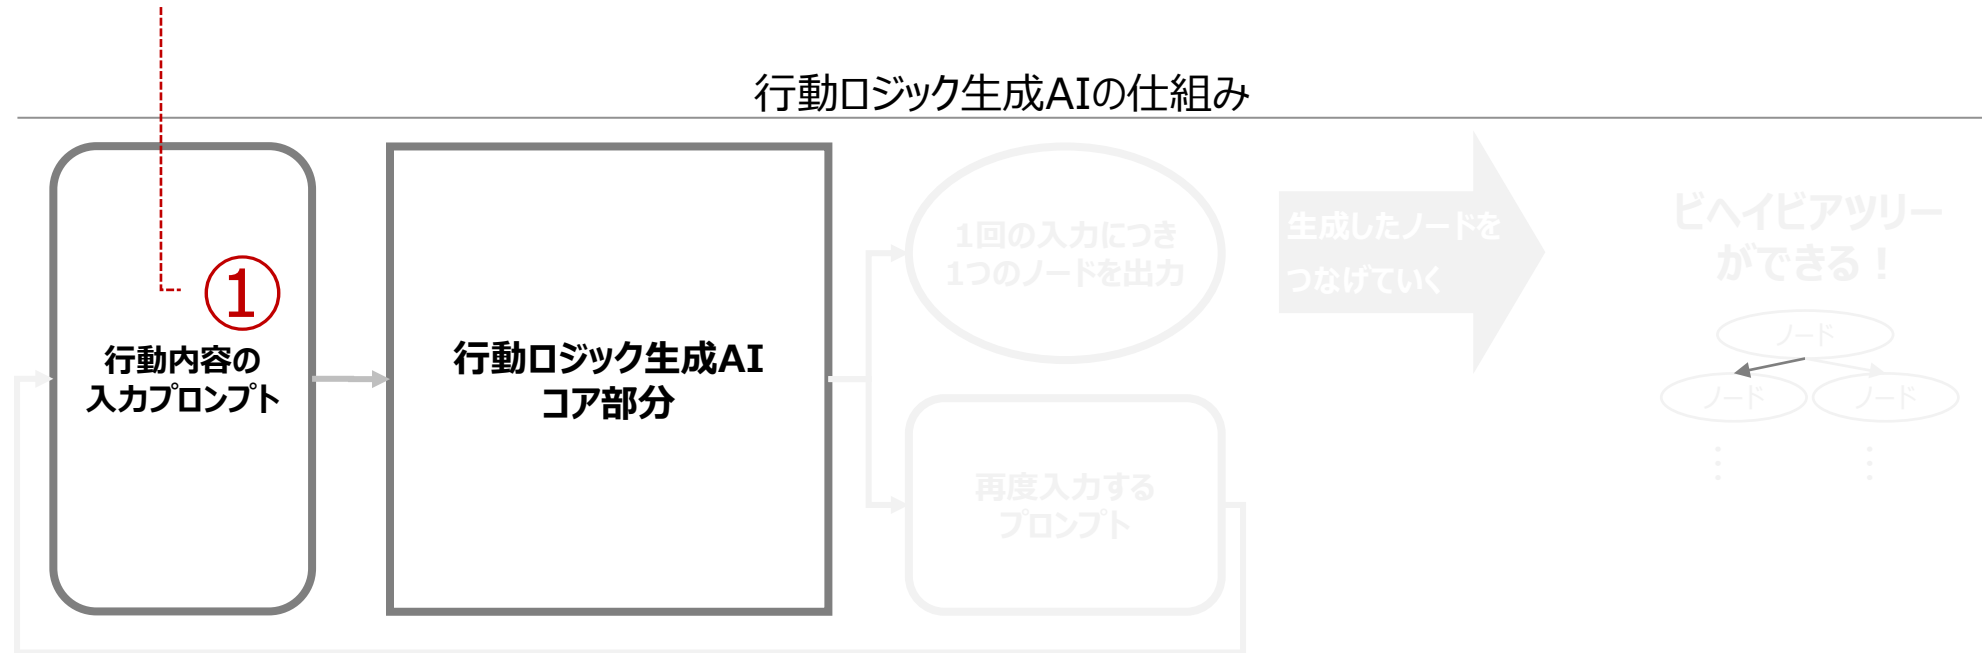 行動ロジック生成AIの仕組み
①
行動内容の
入力プロンプト
行動ロジック生成AI
コア部分
1回の入力につき
1つのノードを出力
再度入力する
プロンプト
生成したノードを
つなげていく
ビヘイビアツリー
ができる！
ノード
ノード
ノード
⋮
⋮